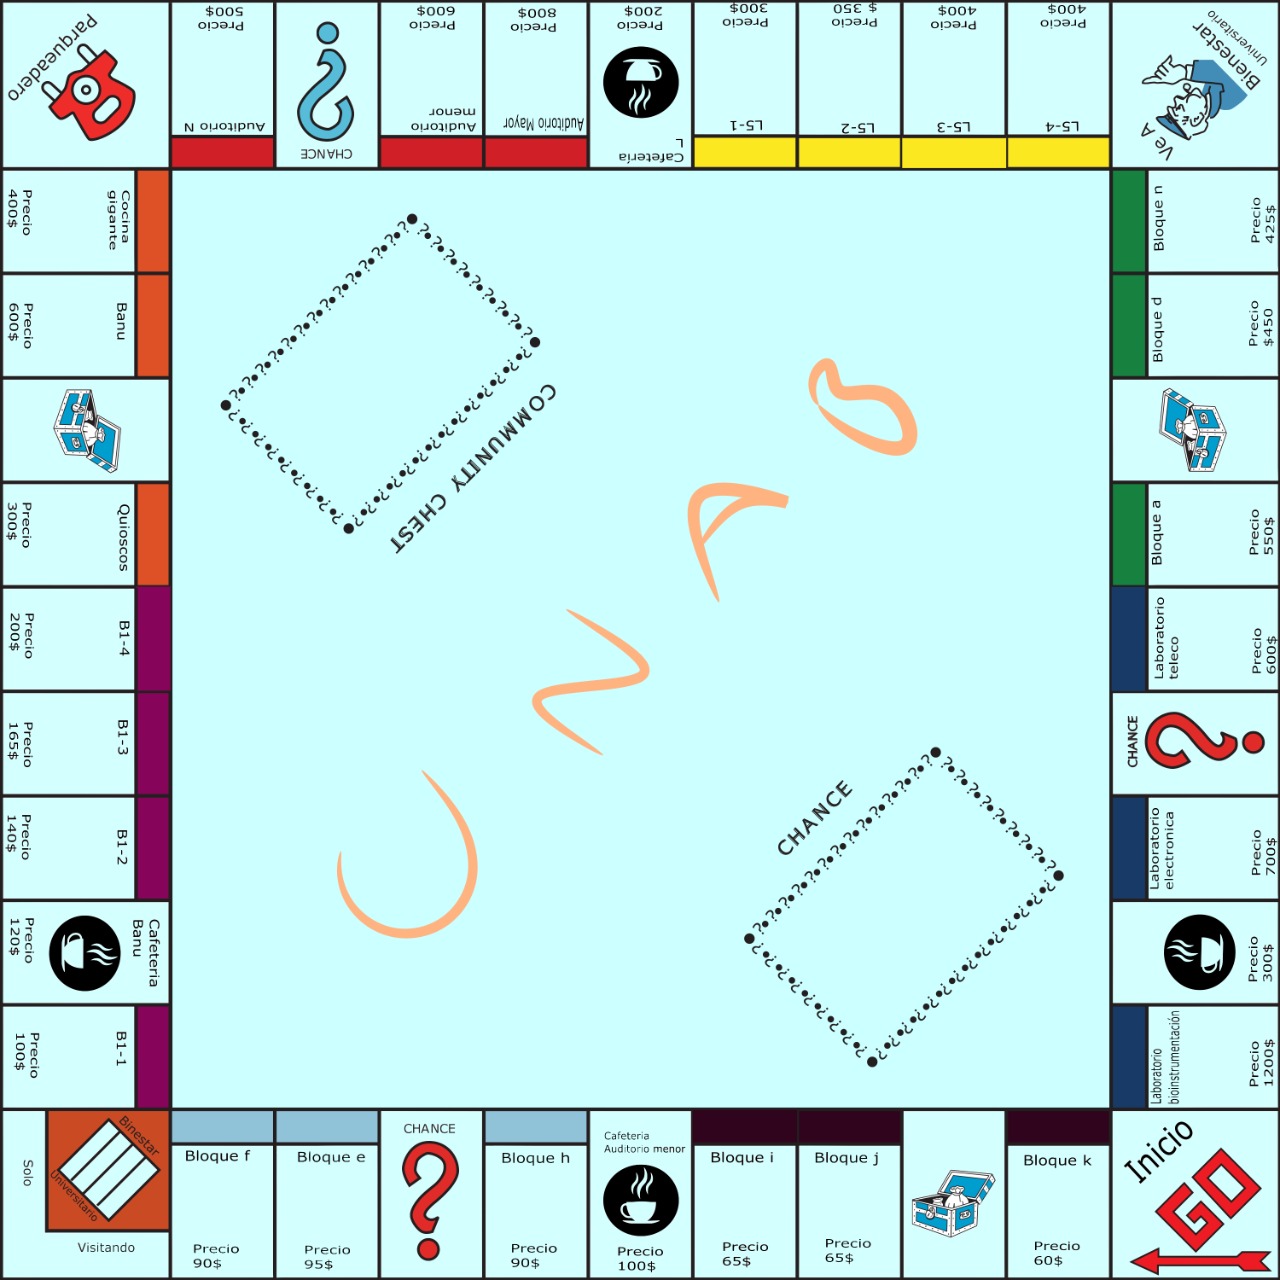 Parqueadero
Precio
500$
Auditorio N
CHANCE
Precio
600$
Auditorio
menor
Precio
800$
Auditorio Mayor
Precio
200$
Cafetería
L
Precio
300$
L5-1
Precio
$ 350
L5-2
Precio
400$
L5-3
Precio
400$
L5-4
Ve A
Bienestar
Universitario
Cocina
gigante
Precio
400$
Banu
Precio
600$
Quioscos
Precio
300$
B1-4
Precio
200$
B1-3
Precio
165$
B1-2
Precio
140$
Cafeteria
Banu
Precio
120$
B1-1
Precio
100$
COMMUNITY CHEST
CHANCE
Bloque n
Precio
425$
Bloque d
Precio
$450
Bloque a
Precio
550$
Laboratorio
teleco
Precio
600$
CHANCE
Laboratorio
electronica
Precio
700$
Precio
300$
Laboratorio
bioinstrumentación
Precio
1200$
Solo
Binestar
Universitario
Visitando
Bloque f
Precio
90$
Bloque e
Precio
95$
CHANCE
Bloque h
Precio
90$
Cafeteria
Auditorio menor
Precio
100$
Bloque i
Precio
65$
Bloque j
Precio
65$
Bloque k
Precio
60$
Inicio
GO